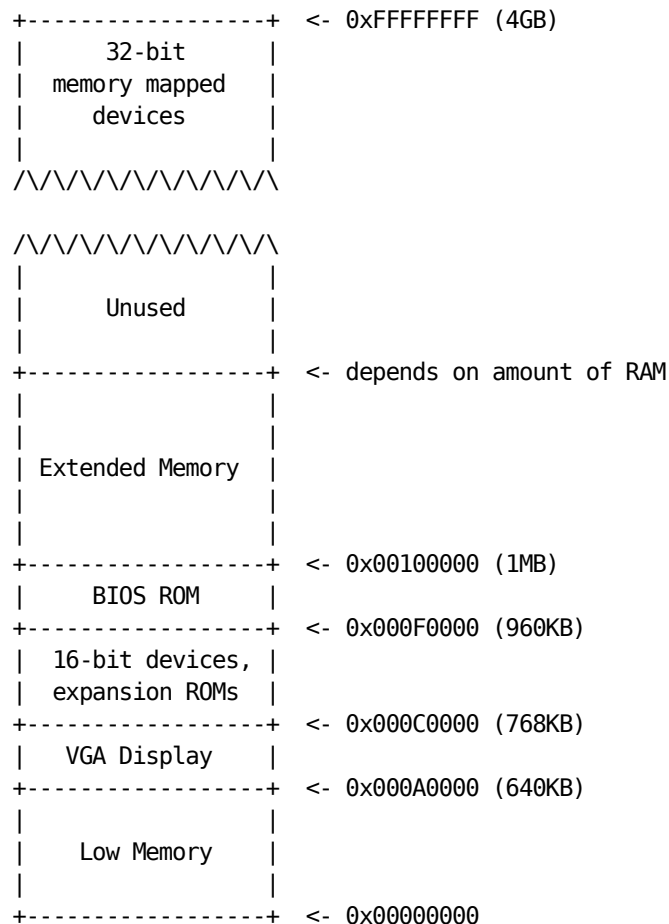 +------------------+  <- 0xFFFFFFFF (4GB)
|      32-bit      |
|  memory mapped   |
|     devices      |
|                  |
/\/\/\/\/\/\/\/\/\/\

/\/\/\/\/\/\/\/\/\/\
|                  |
|      Unused      |
|                  |
+------------------+  <- depends on amount of RAM
|                  |
|                  |
| Extended Memory  |
|                  |
|                  |
+------------------+  <- 0x00100000 (1MB)
|     BIOS ROM     |
+------------------+  <- 0x000F0000 (960KB)
|  16-bit devices, |
|  expansion ROMs  |
+------------------+  <- 0x000C0000 (768KB)
|   VGA Display    |
+------------------+  <- 0x000A0000 (640KB)
|                  |
|    Low Memory    |
|                  |
+------------------+  <- 0x00000000